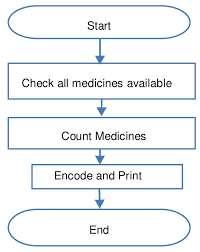 Start
Check all medicines available
Count Medicines
Encode and Print
End